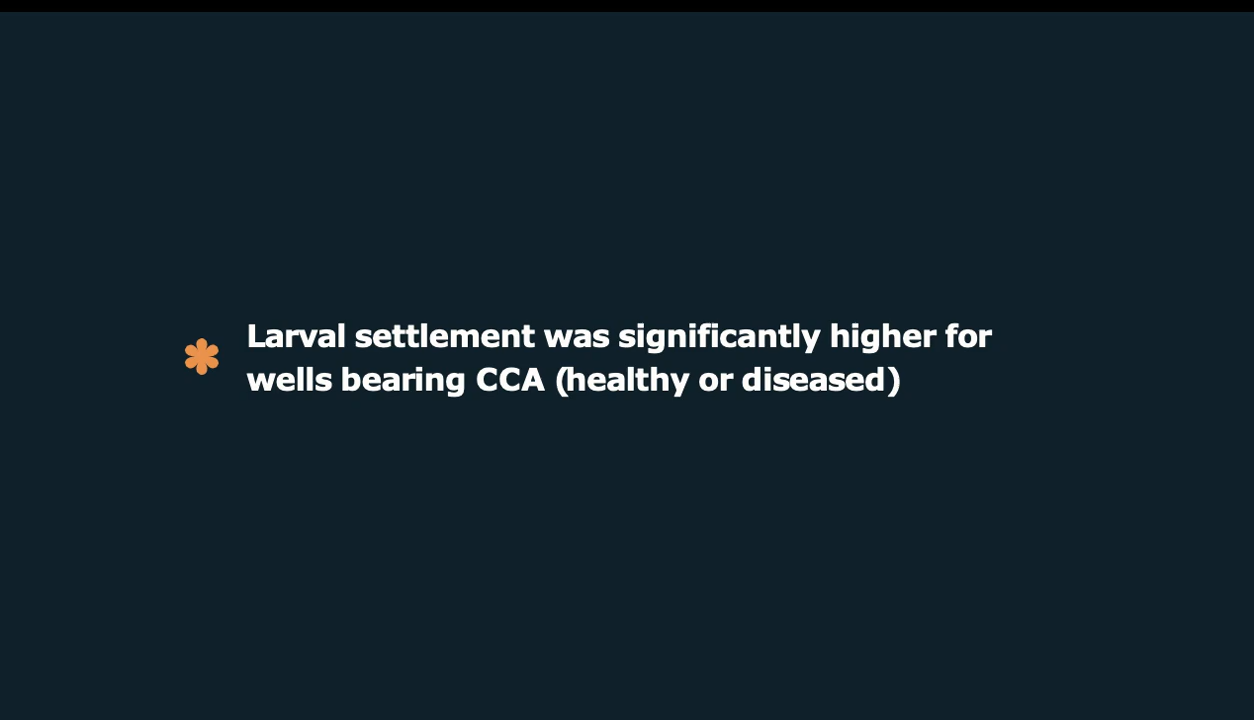 Larval settlement was significantly higher for
wells bearing CCA (healthy or diseased)